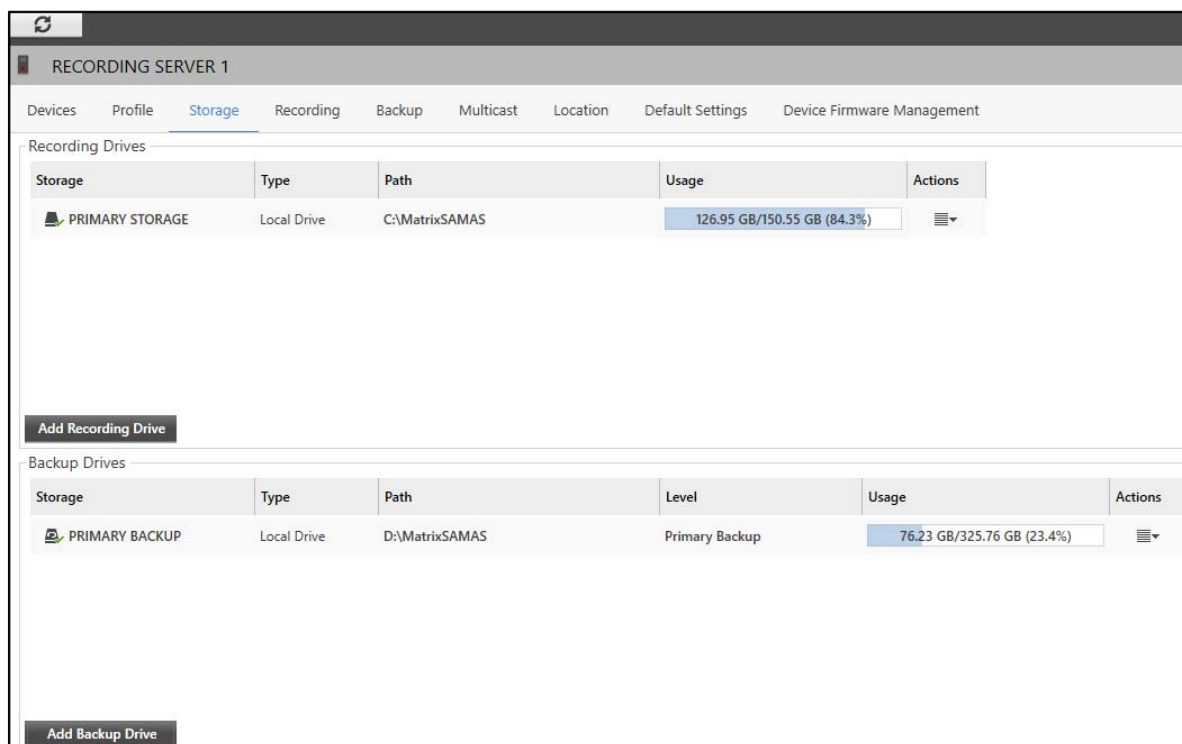 RECORDING SERVER 1
Devices Profile Storage Recording Backup Multicast Location Default Settings Device Firmware Management
Recording Drives
Storage Type Path Usage Actions
PRIMARY STORAGE Local Drive C:\MatrixSAMAS 126.95 GB/150.55 GB (84.3%)
Add Recording Drive
Backup Drives
Storage Type Path Level Usage Actions
PRIMARY BACKUP Local Drive D:\MatrixSAMAS Primary Backup 76.23 GB/325.76 GB (23.4%)
Add Backup Drive